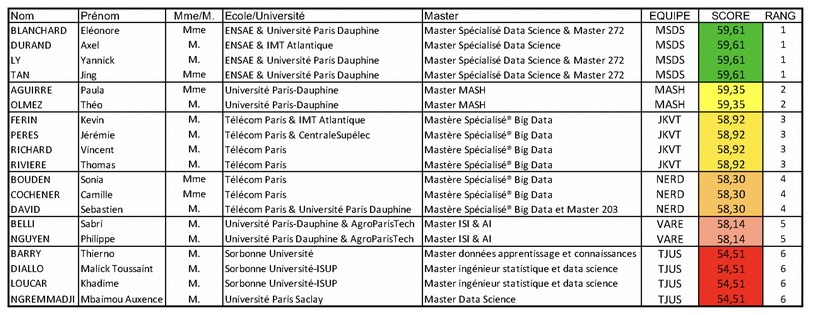 Nom Prénom Mme/M. Ecole/Université Master EQUIPE SCORE RANG
BLANCHARD Eléonore Mme ENSAE & Université Paris Dauphine Master Spécialisé Data Science & Master 272 MSDS 59,61 1
DURAND Axel M. ENSAE & IMT Atlantique Master Spécialisé Data Science MSDS 59,61 1
LY Yannick M. ENSAE & Université Paris Dauphine Master Spécialisé Data Science & Master 272 MSDS 59,61 1
TAN Jing Mme ENSAE & Université Paris Dauphine Master Spécialisé Data Science & Master 272 MSDS 59,61 1
AGUIRRE Paula Mme Université Paris-Dauphine Master MASH MASH 59,35 2
OLMEZ Théo M. Université Paris-Dauphine Master MASH MASH 59,35 2
FERIN Kevin M. Télécom Paris & IMT Atlantique Mastère Spécialisé® Big Data JKVT 58,92 3
PERES Jérémie M. Télécom Paris & CentraleSupélec Mastère Spécialisé® Big Data JKVT 58,92 3
RICHARD Vincent M. Télécom Paris Mastère Spécialisé® Big Data JKVT 58,92 3
RIVIERE Thomas M. Télécom Paris Mastère Spécialisé® Big Data JKVT 58,92 3
BOUDEN Sonia Mme Télécom Paris Mastère Spécialisé® Big Data NERD 58,30 4
COCHENER Camille Mme Télécom Paris Mastère Spécialisé® Big Data NERD 58,30 4
DAVID Sebastien M. Télécom Paris & Université Paris Dauphine Mastère Spécialisé® Big Data et Master 203 NERD 58,30 4
BELLI Sabri M. Université Paris-Dauphine & AgroParisTech Master ISI & AI VARE 58,14 5
NGUYEN Philippe M. Université Paris Dauphine & AgroParisTech Master ISI & AI VARE 58,14 5
BARRY Thierno M. Sorbonne Université Master données apprentissage et connaissances TJUS 54,51 6
DIALLO Malick Toussaint M. Sorbonne Université-ISUP Master ingénieur statistique et data science TJUS 54,51 6
LOUCAR Khadime M. Sorbonne Université-ISUP Master ingénieur statistique et data science TJUS 54,51 6
NGREMMADJI Mbaimou Auxence M. Université Paris Saclay Master Data Science TJUS 54,51 6